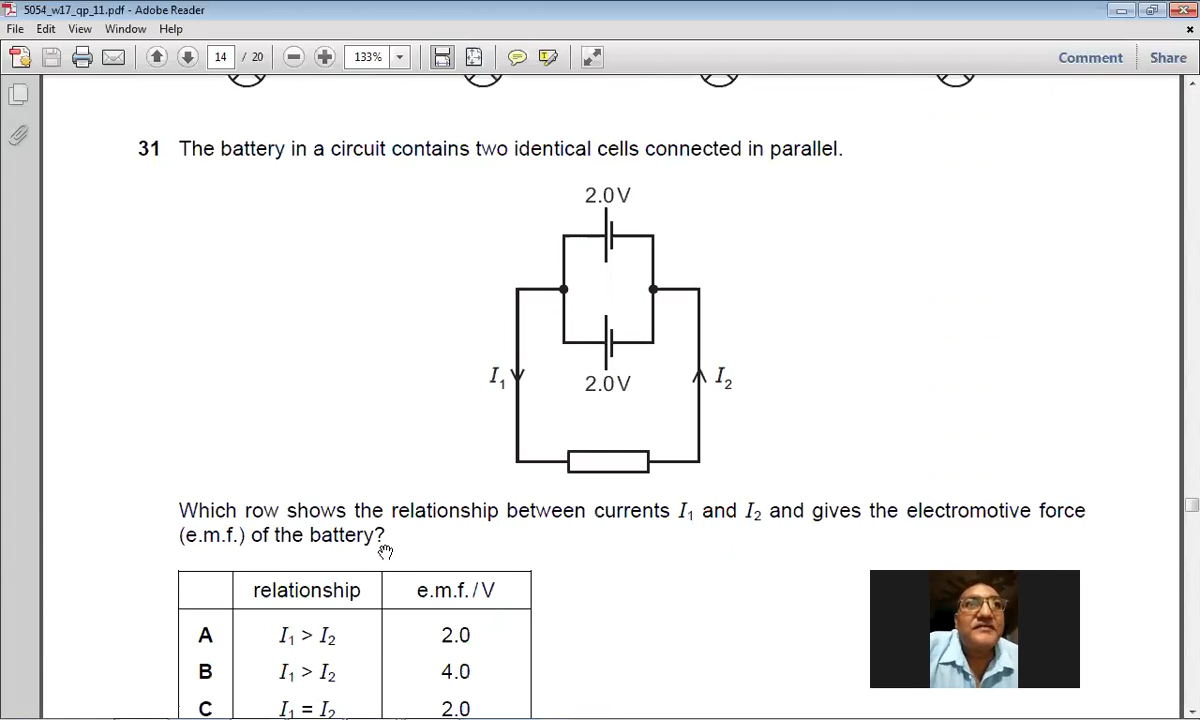 5054_w17_qp_11.pdf - Adobe Reader
File Edit View Window Help
14 / 20 133% Comment Share
31 The battery in a circuit contains two identical cells connected in parallel.
2.0 V
I1 2.0 V I2
Which row shows the relationship between currents I1 and I2 and gives the electromotive force
(e.m.f.) of the battery?
relationship e.m.f. / V
A I1 > I2 2.0
B I1 > I2 4.0
C I1 = I2 2.0